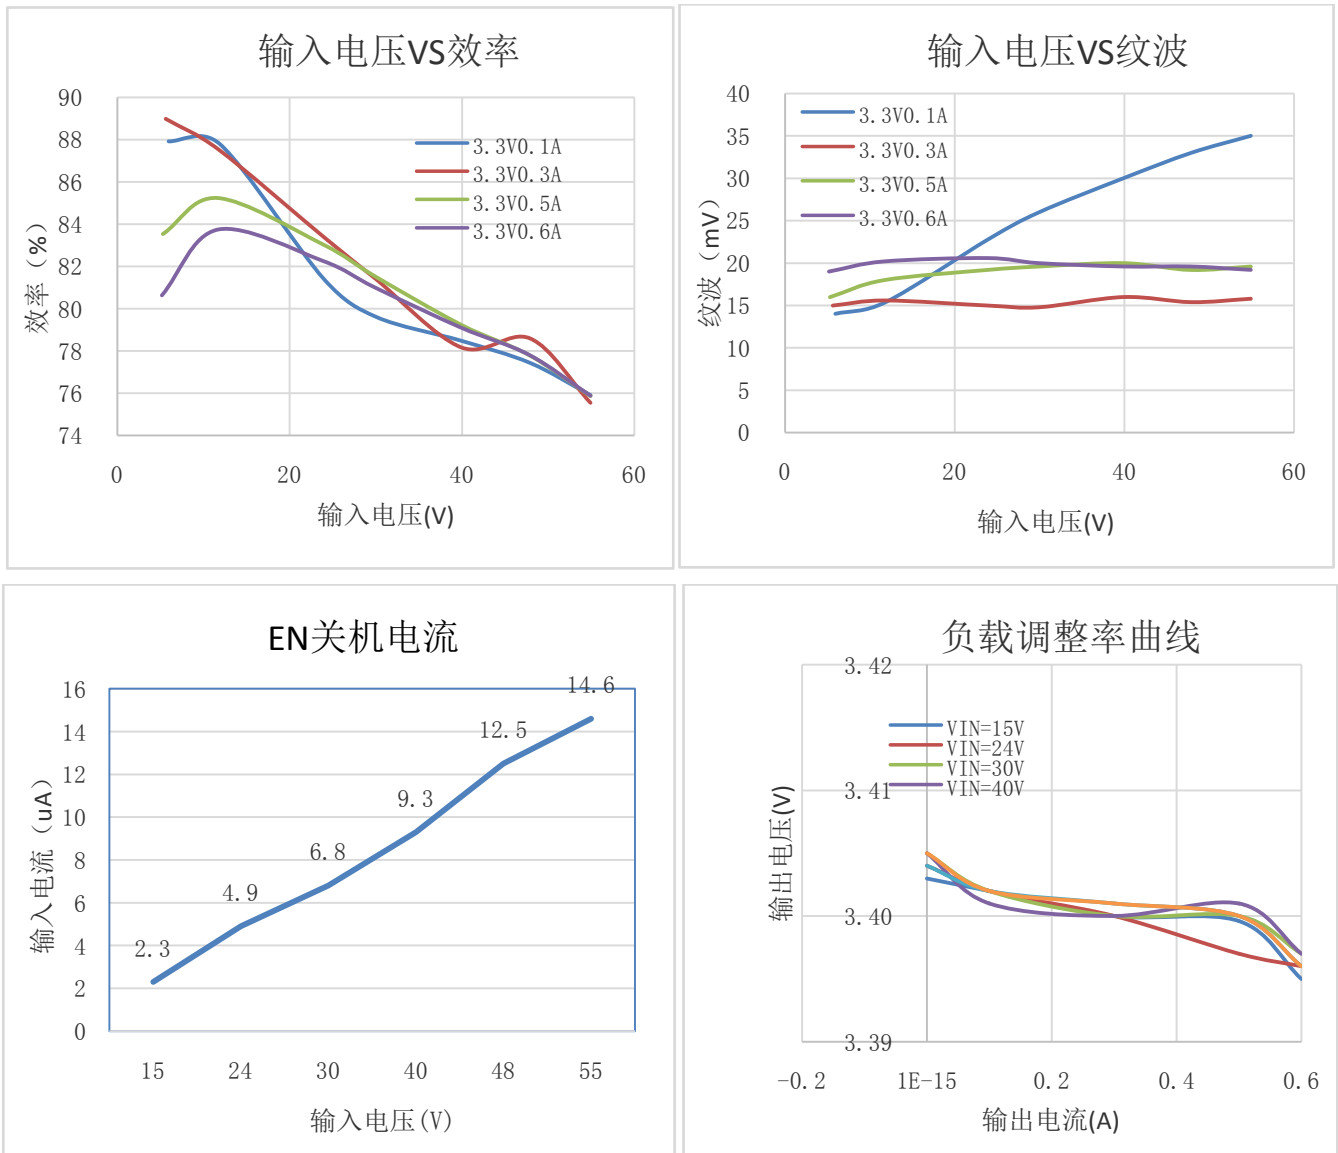 输入电压VS效率
90
88
86
84
82
80
78
76
74
效率（%）
3.3V0.1A
3.3V0.3A
3.3V0.5A
3.3V0.6A
0 20 40 60
输入电压(V)
输入电压VS纹波
40
35
30
25
20
15
10
5
0
纹波（mV）
3.3V0.1A
3.3V0.3A
3.3V0.5A
3.3V0.6A
0 20 40 60
输入电压(V)
EN关机电流
16
14
12
10
8
6
4
2
0
输入电流（uA）
2.3
4.9
6.8
9.3
12.5
14.6
15 24 30 40 48 55
输入电压(V)
负载调整率曲线
3.42
3.41
3.40
3.39
输出电压(V)
VIN=15V
VIN=24V
VIN=30V
VIN=40V
-0.2 1E-15 0.2 0.4 0.6
输出电流(A)